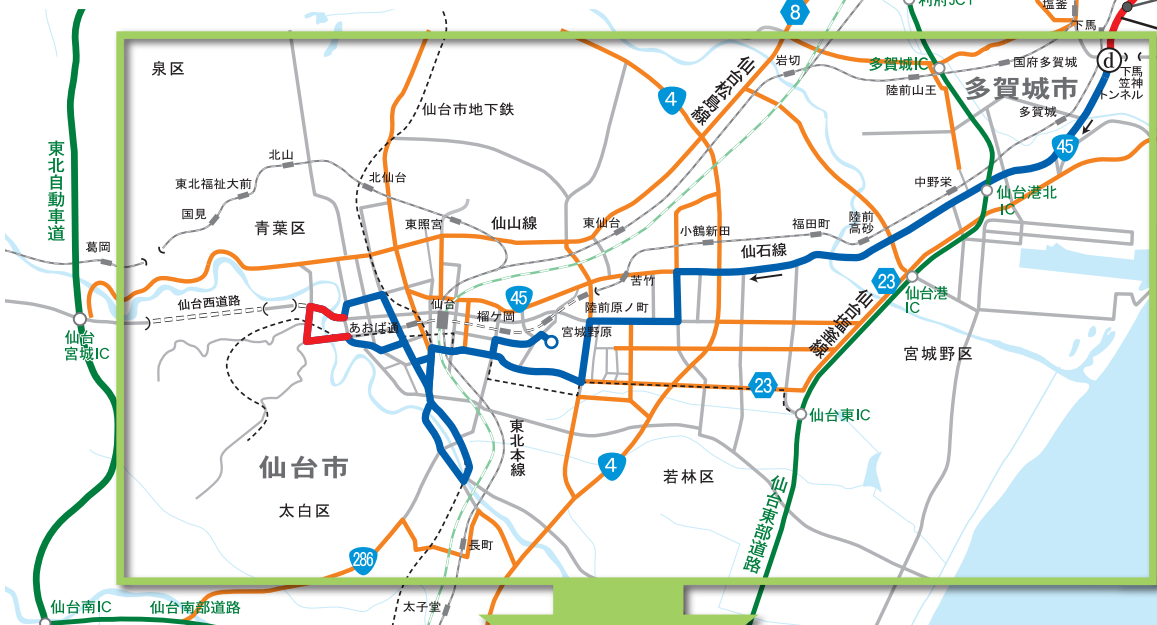 利府JCT
塩釜
8
下馬
泉区
岩切
多賀城IC
国府多賀城
d
下馬
笠神
トンネル
仙台松島線
4
陸前山王
多賀城市
仙台市地下鉄
多賀城
45
東北自動車道
北山
東北福祉大前
北仙台
中野栄
仙台港北
IC
国見
青葉区
東照宮
仙山線
東仙台
小鶴新田
福田町
陸前
高砂
仙石線
葛岡
苦竹
23
仙台港
IC
仙台西道路
仙台
45
陸前原ノ町
仙台塩釜線
あおば通
榴ケ岡
宮城野原
仙台
宮城IC
宮城野区
23
仙台東IC
東北本線
仙台市
4
若林区
太白区
仙台東部道路
長町
286
太子堂
仙台南IC
仙台南部道路